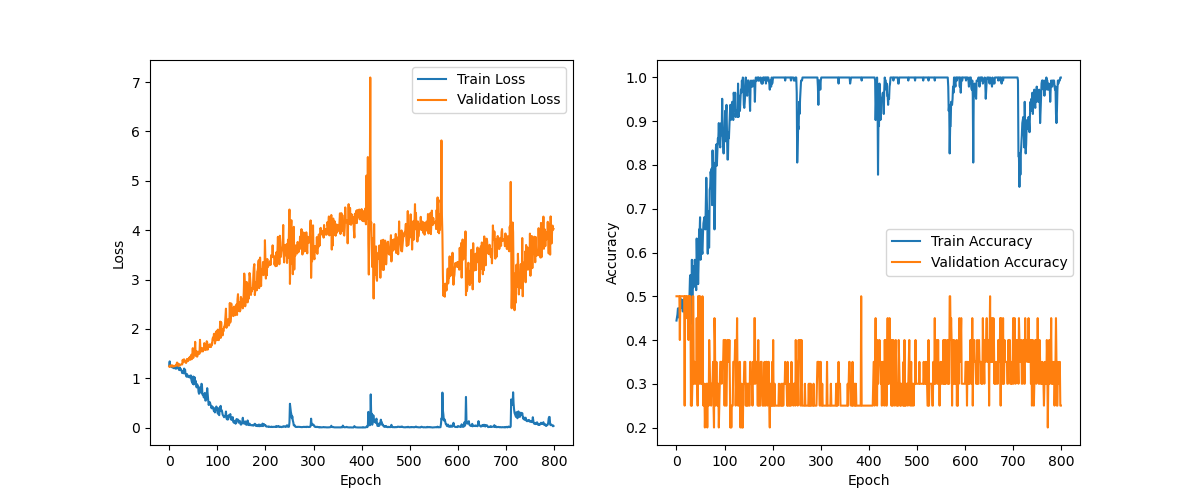 7
6
5
4
3
2
1
0
Loss
0 100 200 300 400 500 600 700 800
Epoch
Train Loss
Validation Loss
1.0
0.9
0.8
0.7
0.6
0.5
0.4
0.3
0.2
Accuracy
0 100 200 300 400 500 600 700 800
Epoch
Train Accuracy
Validation Accuracy